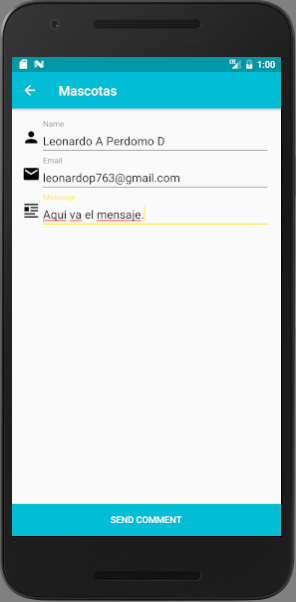 1:00
Mascotas
Name
Leonardo A Perdomo D
Email
leonardop763@gmail.com
Message
Aqui va el mensaje.
SEND COMMENT